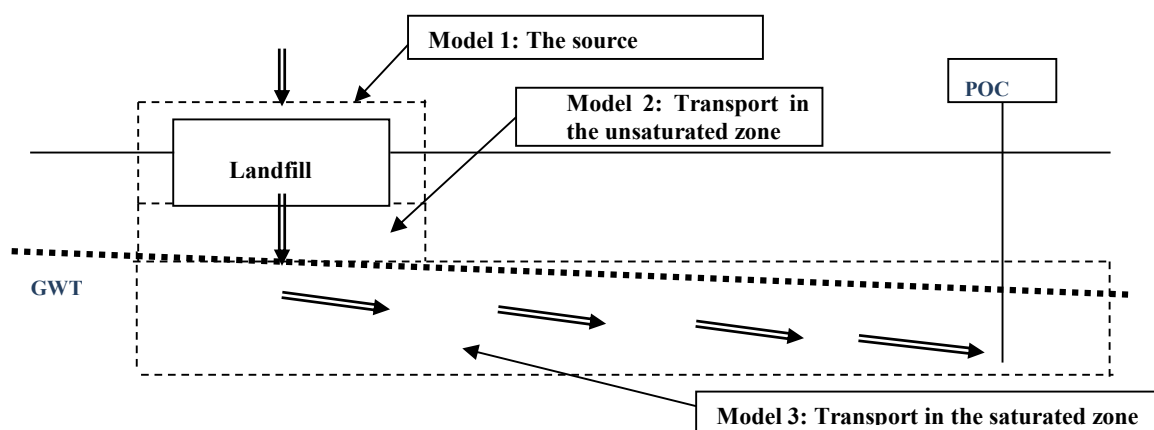 Model 1: The source
POC
Model 2: Transport in
the unsaturated zone
Landfill
GWT
Model 3: Transport in the saturated zone